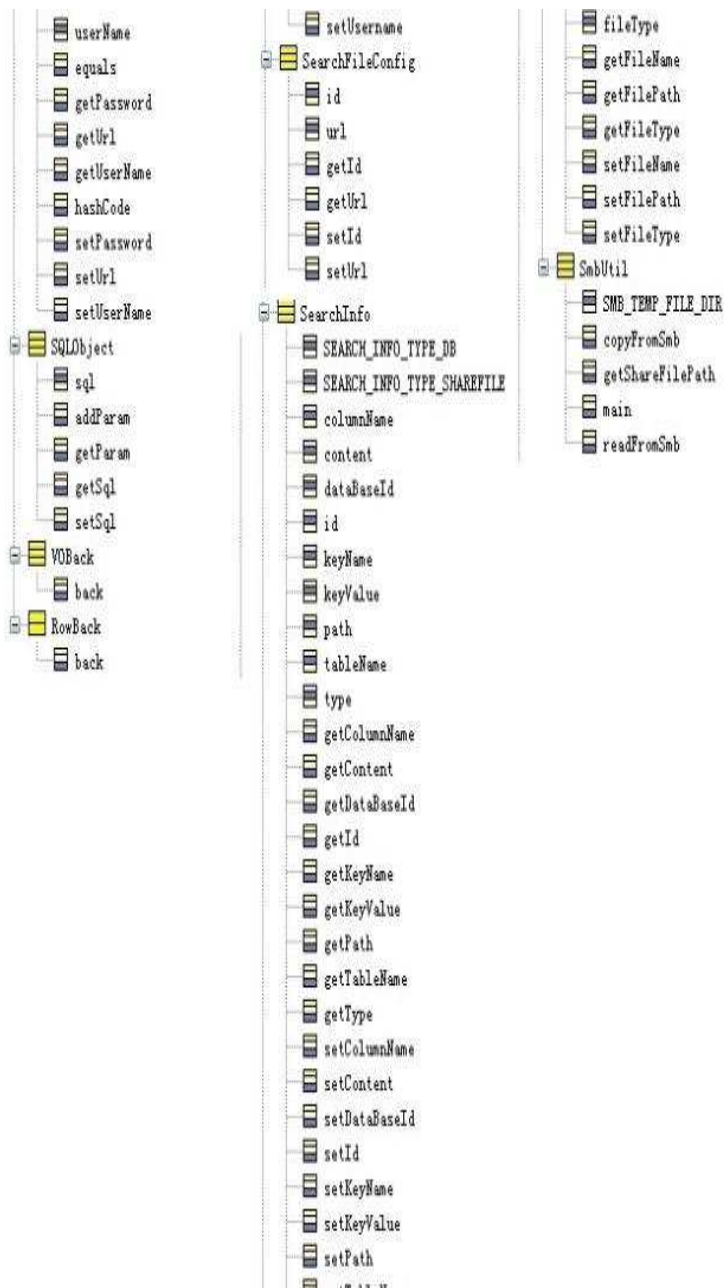 userName
equals
getPassword
getUrl
getUserName
hashCode
setPassword
setUrl
setUserName
SQLObject
sql
addParam
getParam
getSql
setSql
VOBack
back
RowBack
back
setUsername
SearchFileConfig
id
url
getId
getUrl
setId
setUrl
SearchInfo
SEARCH_INFO_TYPE_DB
SEARCH_INFO_TYPE_SHAREFILE
columnName
content
dataBaseId
id
keyName
keyValue
path
tableName
type
getColumnName
getContent
getDataBaseId
getId
getKeyName
getKeyValue
getPath
getTableName
getType
setColumnName
setContent
setDataBaseId
setId
setKeyName
setKeyValue
setPath
fileType
getFileName
getFilePath
getFileType
setFileName
setFilePath
setFileType
SmbUtil
SMB_TEMP_FILE_DIR
copyFromSmb
getShareFilePath
main
readFromSmb